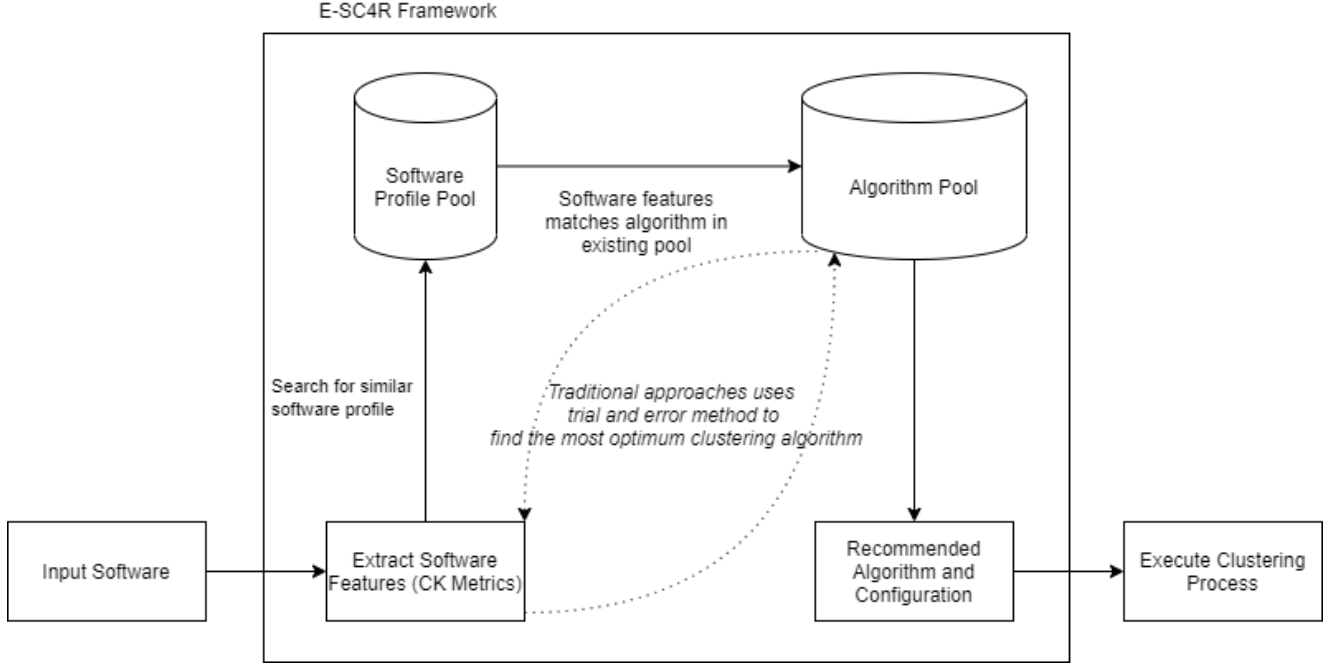 E-SC4R Framework
Software
Profile Pool
Algorithm Pool
Software features
matches algorithm in
existing pool
Search for similar
software profile
Traditional approaches uses
trial and error method to
find the most optimum clustering algorithm
Input Software
Extract Software
Features (CK Metrics)
Recommended
Algorithm and
Configuration
Execute Clustering
Process